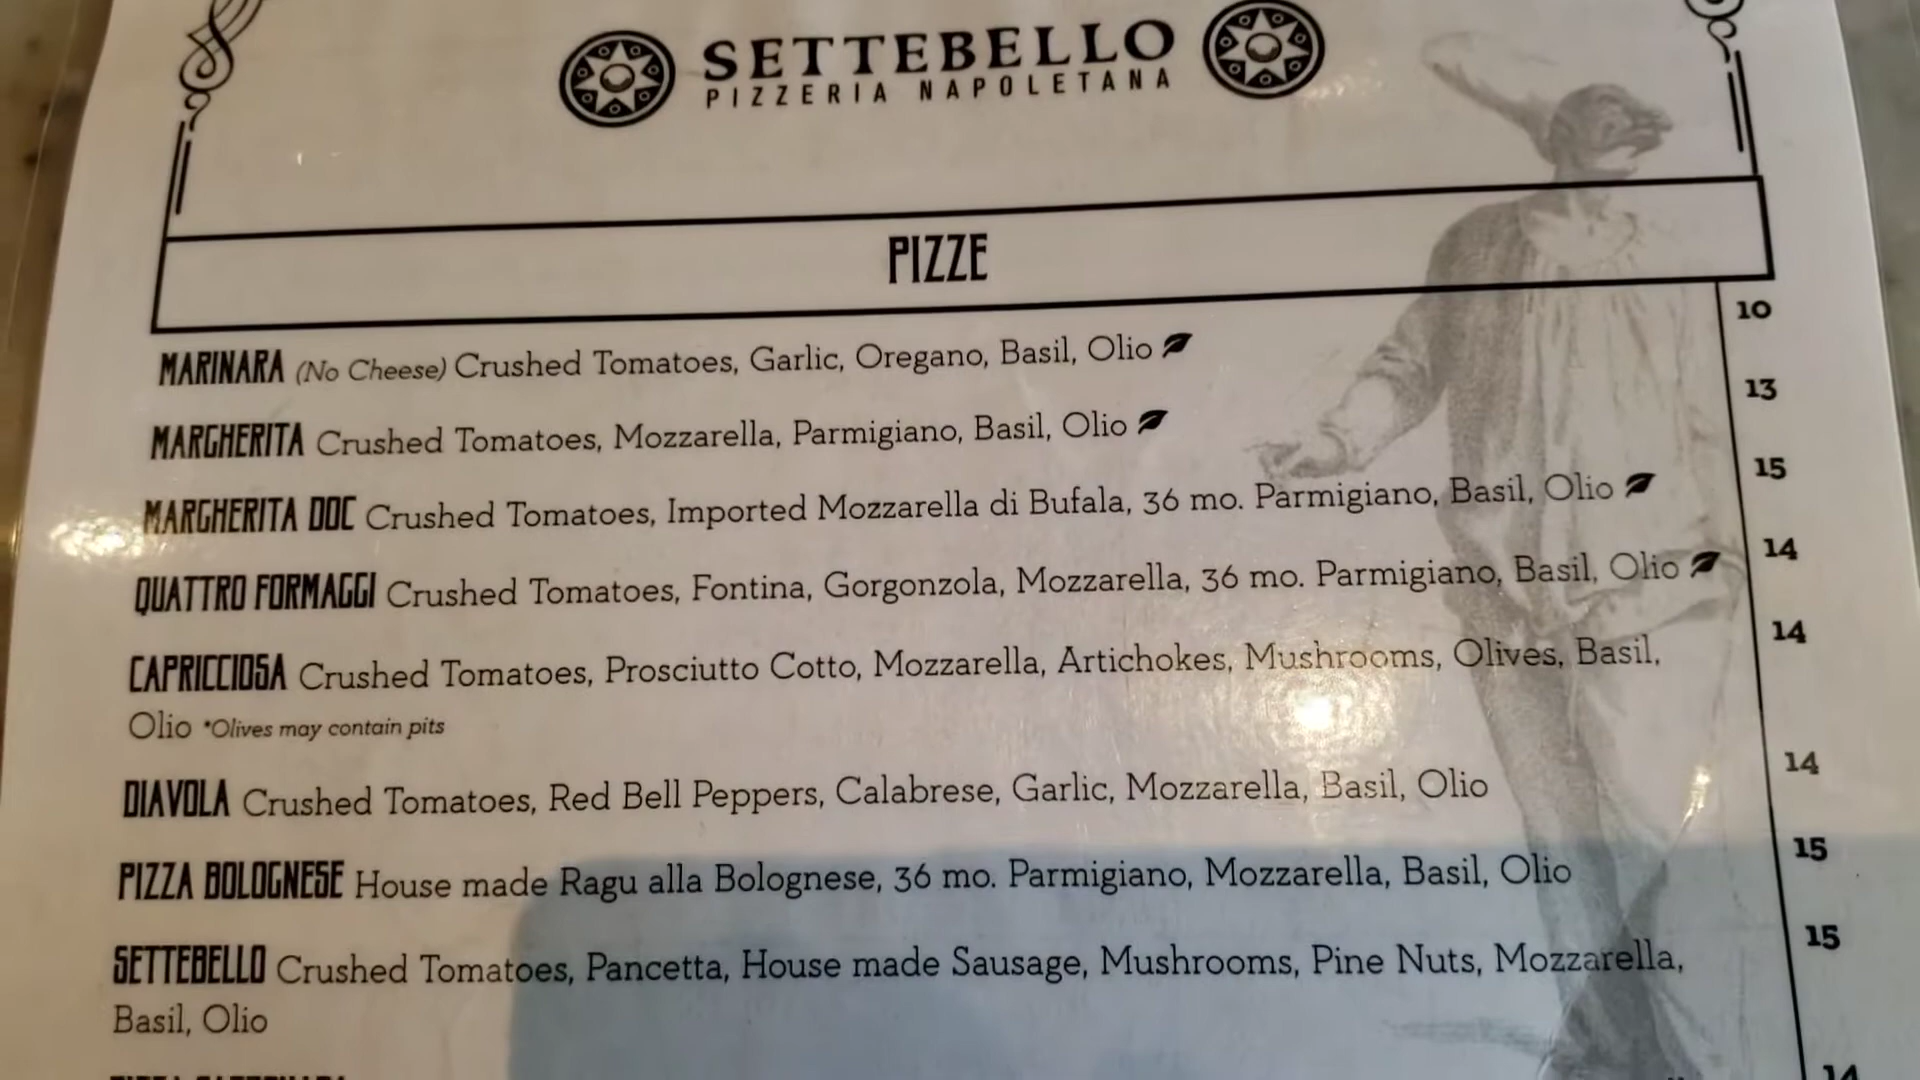 SETTEBELLO
PIZZERIA NAPOLETANA
PIZZE
MARINARA (No Cheese) Crushed Tomatoes, Garlic, Oregano, Basil, Olio 10
MARGHERITA Crushed Tomatoes, Mozzarella, Parmigiano, Basil, Olio 13
MARGHERITA DOC Crushed Tomatoes, Imported Mozzarella di Bufala, 36 mo. Parmigiano, Basil, Olio 15
QUATTRO FORMAGGI Crushed Tomatoes, Fontina, Gorgonzola, Mozzarella, 36 mo. Parmigiano, Basil, Olio 14
CAPRICCIOSA Crushed Tomatoes, Prosciutto Cotto, Mozzarella, Artichokes, Mushrooms, Olives, Basil, 14
Olio *Olives may contain pits
DIAVOLA Crushed Tomatoes, Red Bell Peppers, Calabrese, Garlic, Mozzarella, Basil, Olio 14
PIZZA BOLOGNESE House made Ragu alla Bolognese, 36 mo. Parmigiano, Mozzarella, Basil, Olio 15
SETTEBELLO Crushed Tomatoes, Pancetta, House made Sausage, Mushrooms, Pine Nuts, Mozzarella, 15
Basil, Olio
14